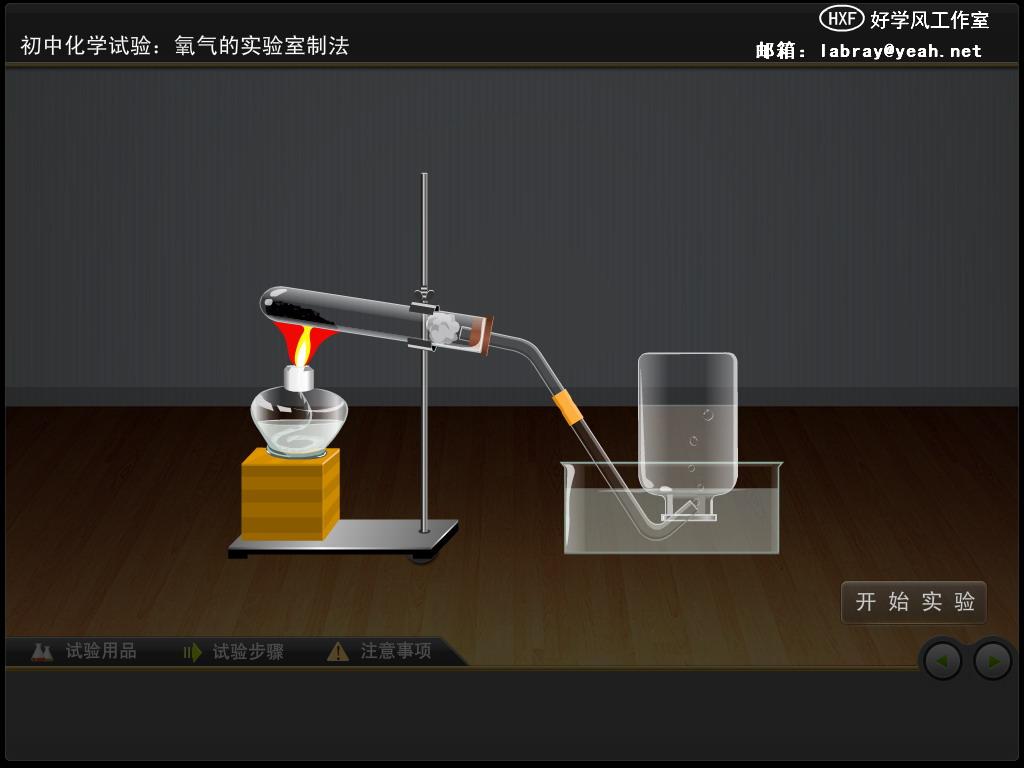 HXF 好学风工作室
初中化学试验：氧气的实验室制法
邮箱：labray@yeah.net
开始实验
试验用品 试验步骤 注意事项